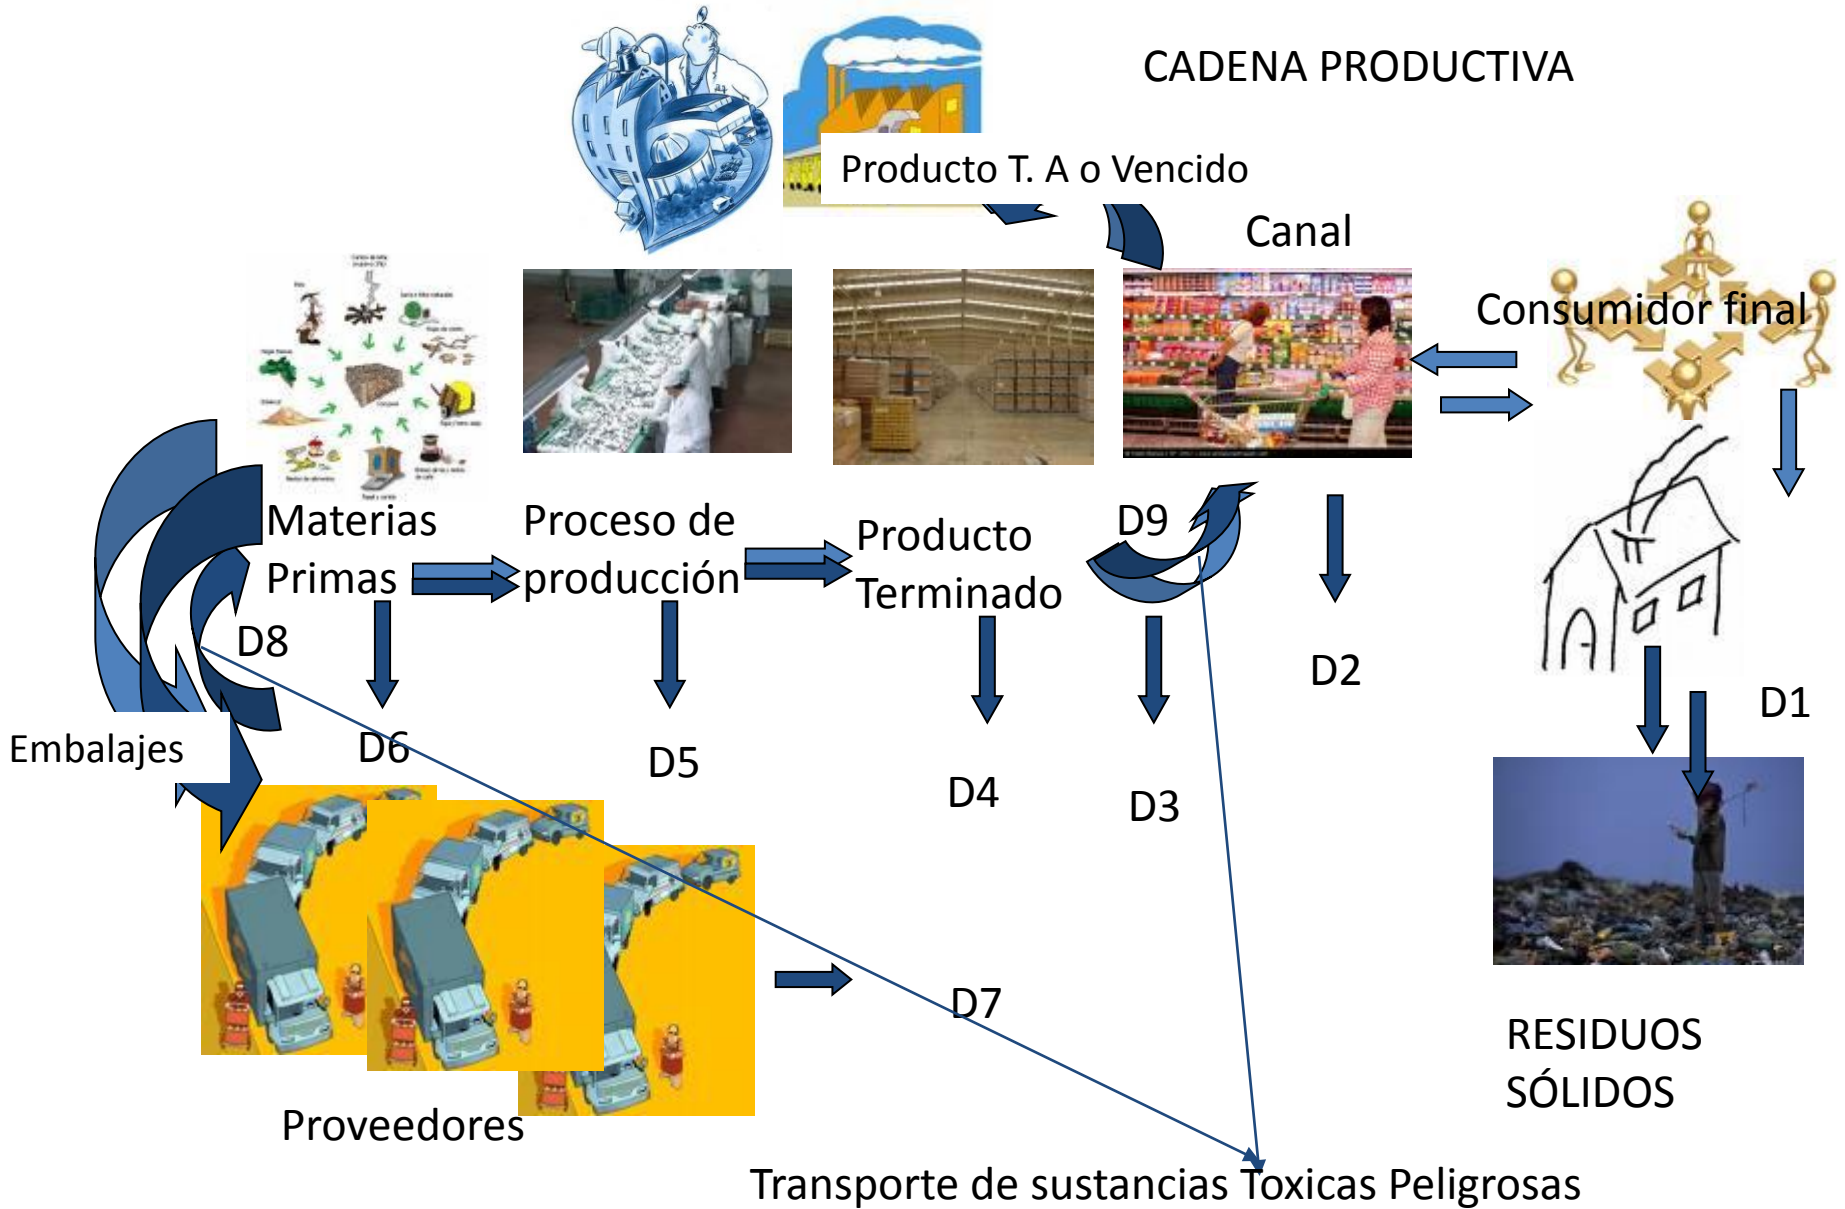 CADENA PRODUCTIVA
Producto T. A o Vencido
Canal
Consumidor final
Materias
Primas
Proceso de
producción
Producto
Terminado
D9
D8
D2
D1
Embalajes
D6
D5
D4
D3
D7
RESIDUOS
SÓLIDOS
Proveedores
Transporte de sustancias Toxicas Peligrosas